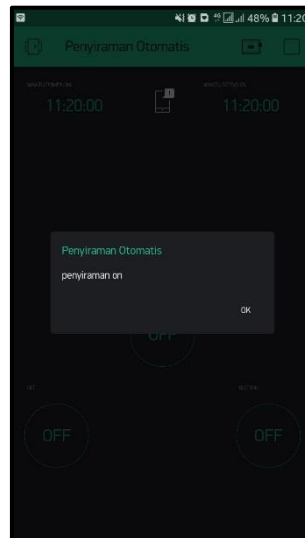 48% 11:20
Penyiraman Otomatis
11:20:00 11:20:00
Penyiraman Otomatis
penyiraman on
OK
OFF
OFF OFF